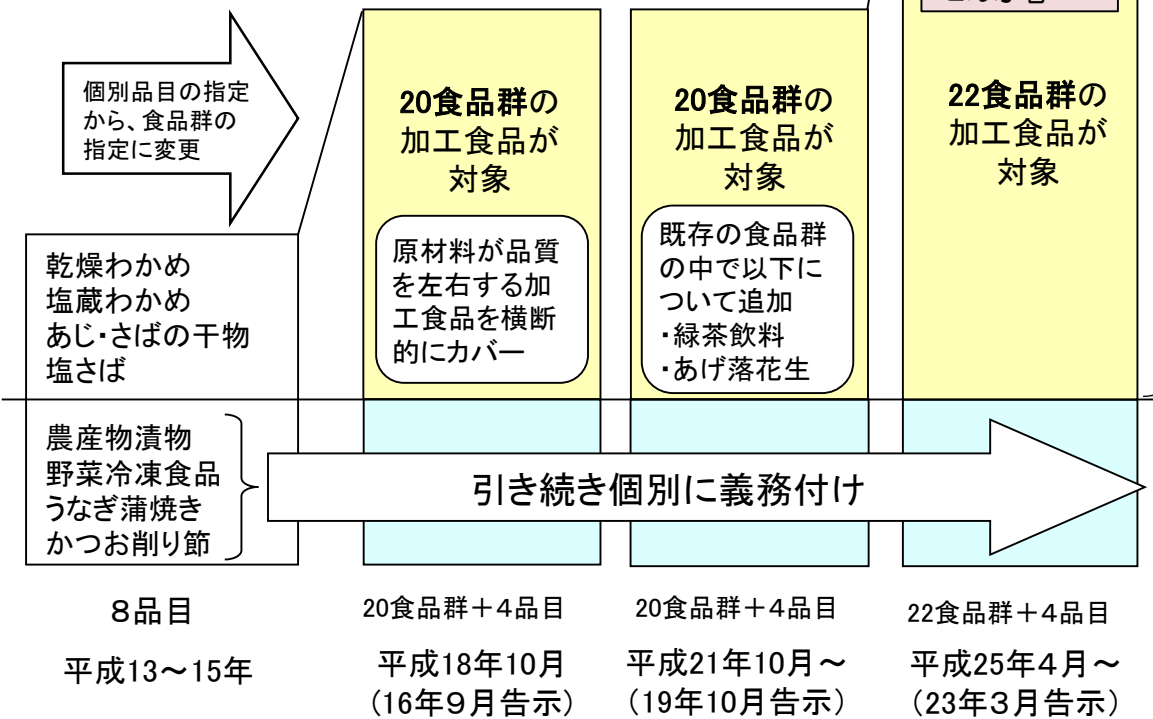 個別品目の指定
から、食品群の
指定に変更
20食品群の
加工食品が
対象
20食品群の
加工食品が
対象
22食品群の
加工食品が
対象
原材料が品質
を左右する加
工食品を横断
的にカバー
既存の食品群
の中で以下に
ついて追加
・緑茶飲料
・あげ落花生
乾燥わかめ
塩蔵わかめ
あじ・さばの干物
塩さば
農産物漬物
野菜冷凍食品
うなぎ蒲焼き
かつお削り節
引き続き個別に義務付け
8品目
20食品群+4品目
20食品群+4品目
22食品群+4品目
平成13~15年
平成18年10月
(16年9月告示)
平成21年10月~
(19年10月告示)
平成25年4月~
(23年3月告示)